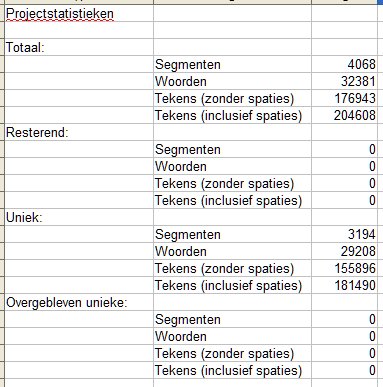 Projectstatistieken
Totaal:
Segmenten 4068
Woorden 32381
Tekens (zonder spaties) 176943
Tekens (inclusief spaties) 204608
Resterend:
Segmenten 0
Woorden 0
Tekens (zonder spaties) 0
Tekens (inclusief spaties) 0
Uniek:
Segmenten 3194
Woorden 29208
Tekens (zonder spaties) 155896
Tekens (inclusief spaties) 181490
Overgebleven unieke:
Segmenten 0
Woorden 0
Tekens (zonder spaties) 0
Tekens (inclusief spaties) 0